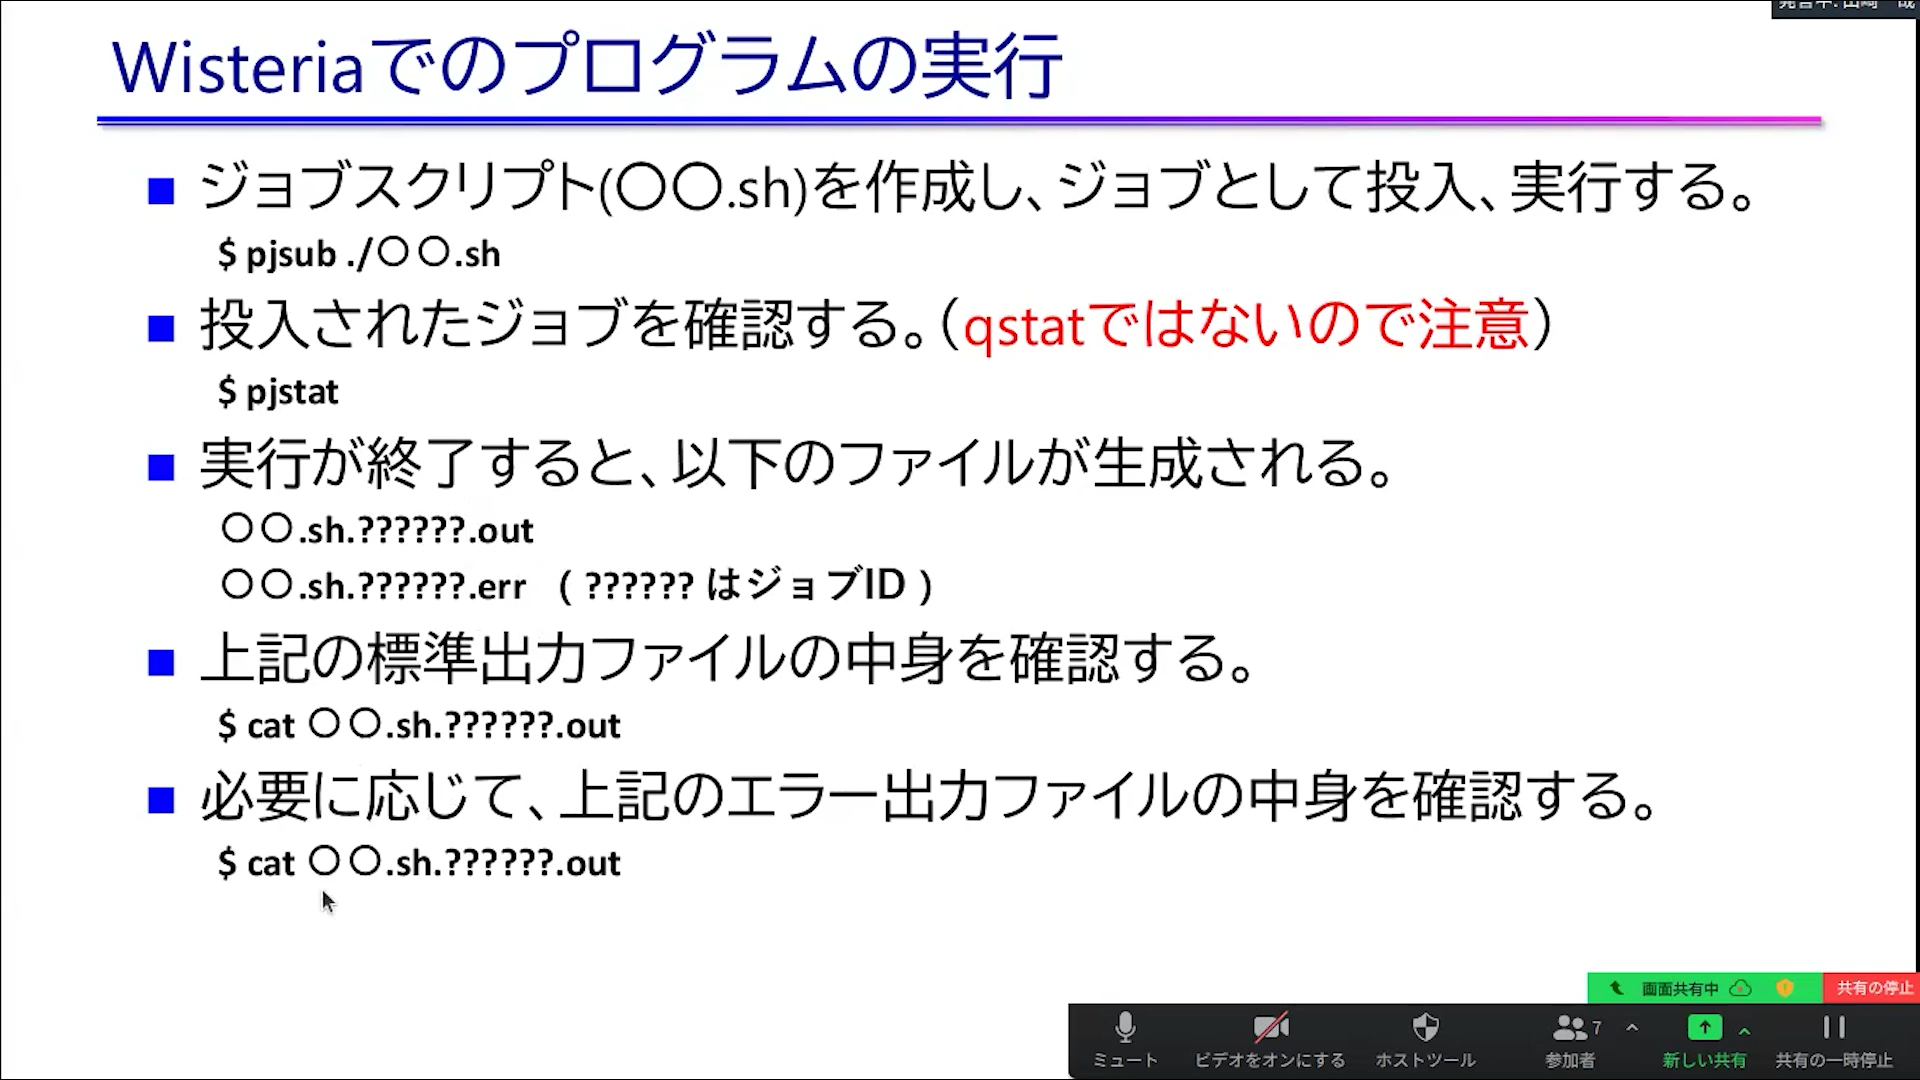 Wisteriaでのプログラムの実行
ジョブスクリプト(〇〇.sh)を作成し、ジョブとして投入、実行する。
$ pjsub ./〇〇.sh
投入されたジョブを確認する。（qstatではないので注意）
$ pjstat
実行が終了すると、以下のファイルが生成される。
〇〇.sh.??????.out
〇〇.sh.??????.err ( ?????? はジョブID )
上記の標準出力ファイルの中身を確認する。
$ cat 〇〇.sh.??????.out
必要に応じて、上記のエラー出力ファイルの中身を確認する。
$ cat 〇〇.sh.??????.out
画面共有中 共有の停止
7
ミュート ビデオをオンにする ホストツール 参加者 新しい共有 共有の一時停止